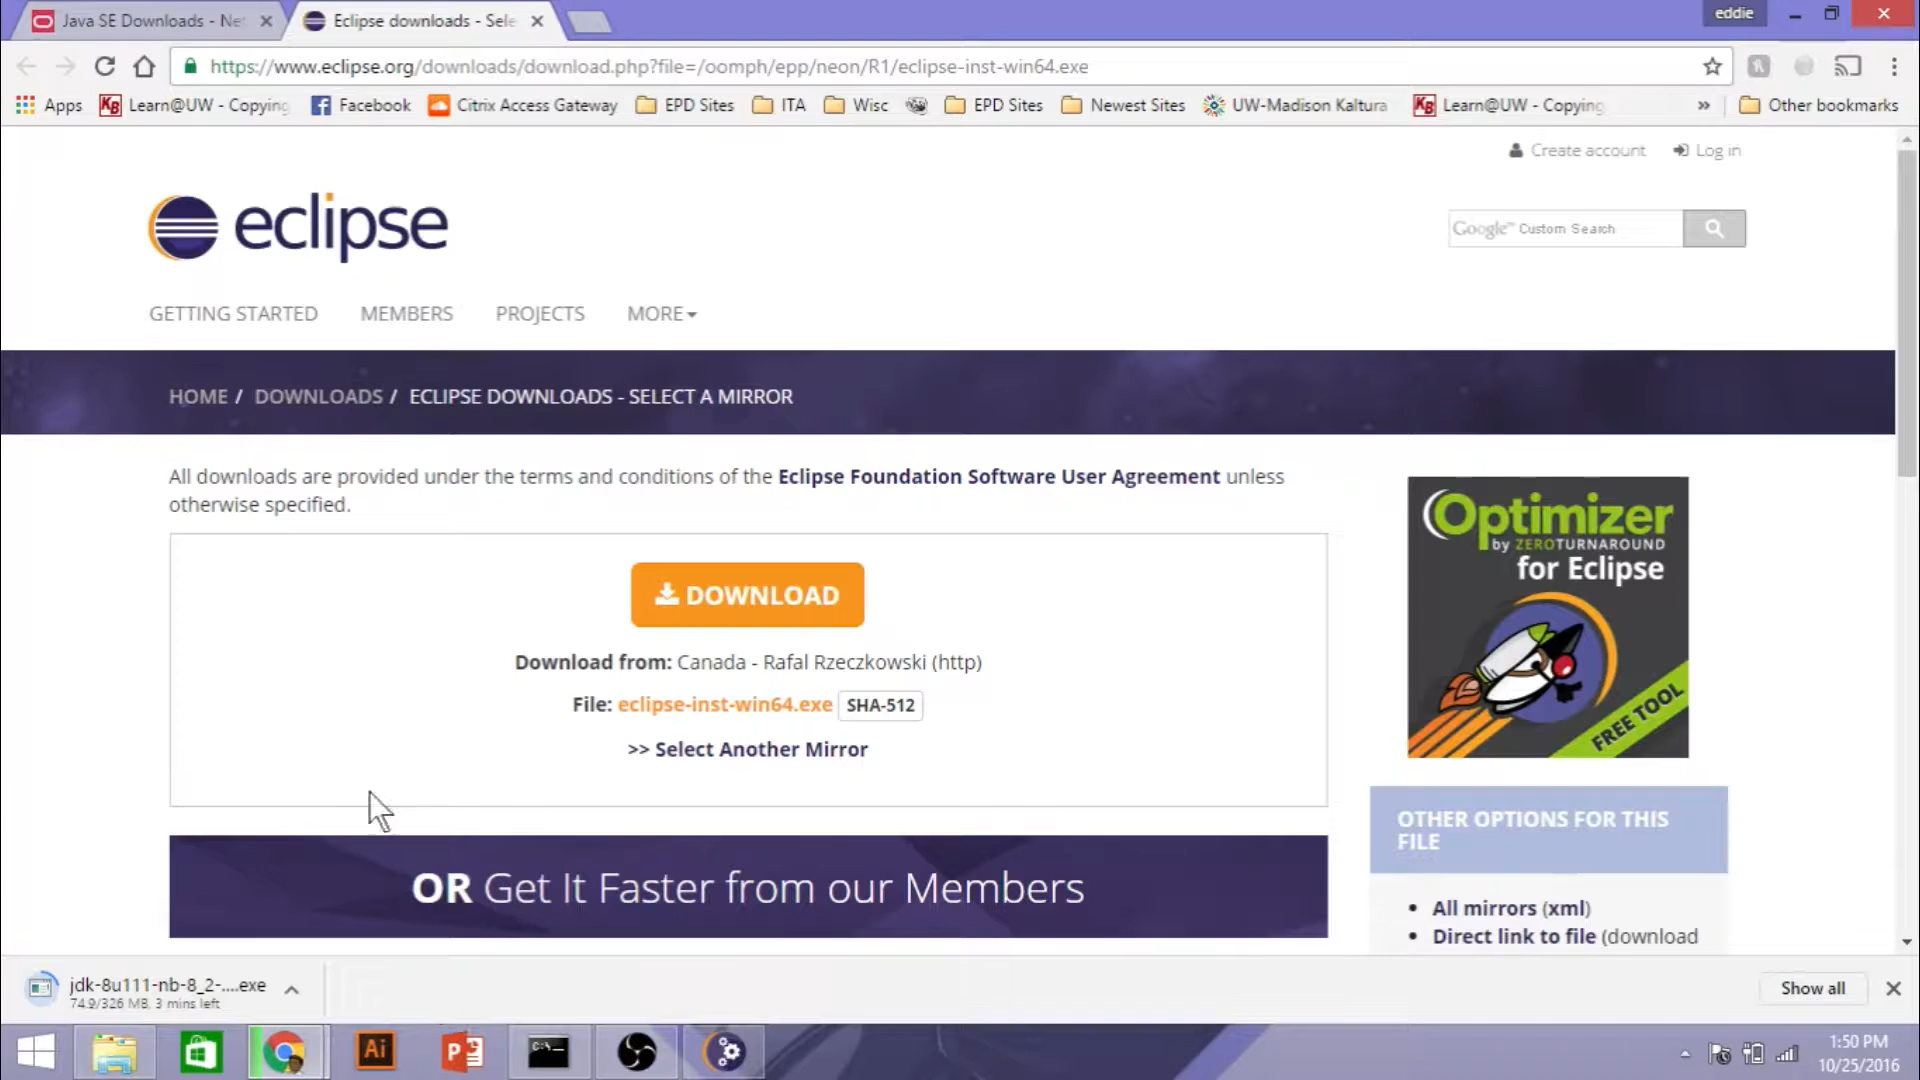 Java SE Downloads - Net
Eclipse downloads - Sele
eddie
https://www.eclipse.org/downloads/download.php?file=/oomph/epp/neon/R1/eclipse-inst-win64.exe
Apps
Learn@UW - Copying
Facebook
Citrix Access Gateway
EPD Sites
ITA
Wisc
EPD Sites
Newest Sites
UW-Madison Kaltura
Learn@UW - Copying
»
Other bookmarks
Create account
Log in
eclipse
Google™ Custom Search
GETTING STARTED
MEMBERS
PROJECTS
MORE
HOME / DOWNLOADS / ECLIPSE DOWNLOADS - SELECT A MIRROR
All downloads are provided under the terms and conditions of the Eclipse Foundation Software User Agreement unless
otherwise specified.
DOWNLOAD
Download from: Canada - Rafal Rzeczkowski (http)
File: eclipse-inst-win64.exe SHA-512
>> Select Another Mirror
OR Get It Faster from our Members
Optimizer
by ZEROTURNAROUND
for Eclipse
FREE TOOL
OTHER OPTIONS FOR THIS
FILE
• All mirrors (xml)
• Direct link to file (download
jdk-8u111-nb-8_2-....exe
74.9/326 MB, 3 mins left
Show all
Ai
P
C:\_
1:50 PM
10/25/2016